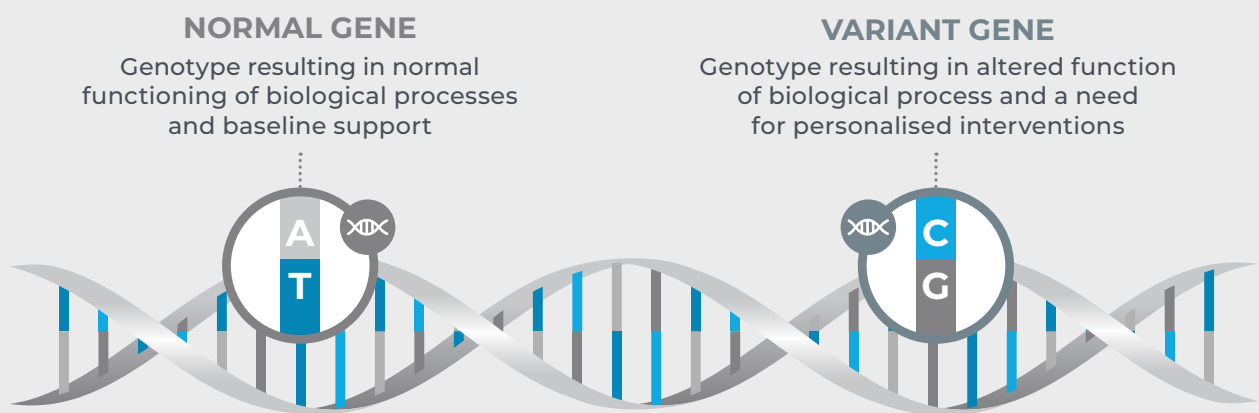 NORMAL GENE
Genotype resulting in normal
functioning of biological processes
and baseline support
A
T
VARIANT GENE
Genotype resulting in altered function
of biological process and a need
for personalised interventions
C
G